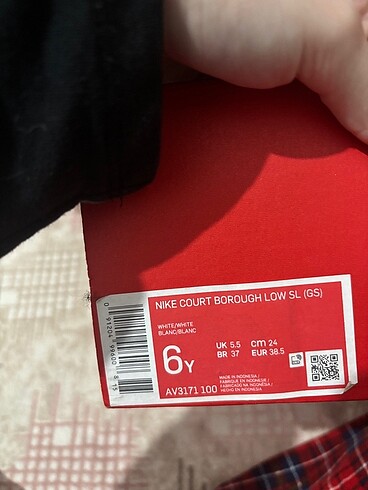 NIKE COURT BOROUGH LOW SL (GS)
WHITE/WHITE
BLANC/BLANC
6Y
UK 5.5 CM 24
BR 37 EUR 38.5
AV3171 100
MADE IN INDONESIA/
FABRIQUE EN INDONESIE/
FABRICADO NA INDONESIA/
HECHO EN INDONESIA